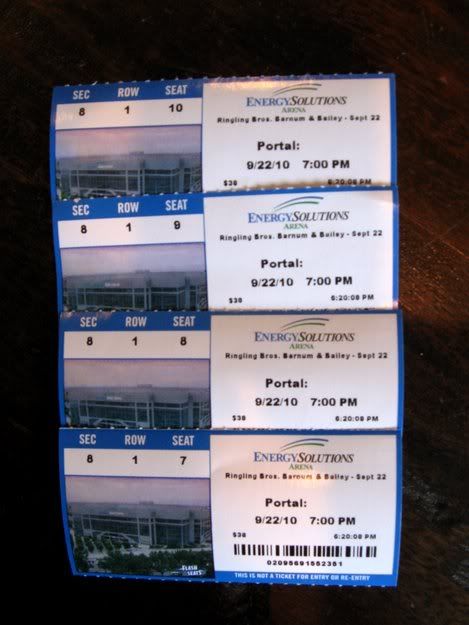 SEC ROW SEAT
8 1 10
ENERGYSOLUTIONS
ARENA
Ringling Bros. Barnum & Bailey - Sept 22
Portal:
9/22/10 7:00 PM
$38 6:20:08 PM
SEC ROW SEAT
8 1 9
ENERGYSOLUTIONS
ARENA
Ringling Bros. Barnum & Bailey - Sept 22
Portal:
9/22/10 7:00 PM
$38 6:20:08 PM
SEC ROW SEAT
8 1 8
ENERGYSOLUTIONS
ARENA
Ringling Bros. Barnum & Bailey - Sept 22
Portal:
9/22/10 7:00 PM
$38 6:20:08 PM
SEC ROW SEAT
8 1 7
ENERGYSOLUTIONS
ARENA
Ringling Bros. Barnum & Bailey - Sept 22
Portal:
9/22/10 7:00 PM
$38 6:20:08 PM
02095691552361
FLASH
SEATS
THIS IS NOT A TICKET FOR ENTRY OR RE-ENTRY